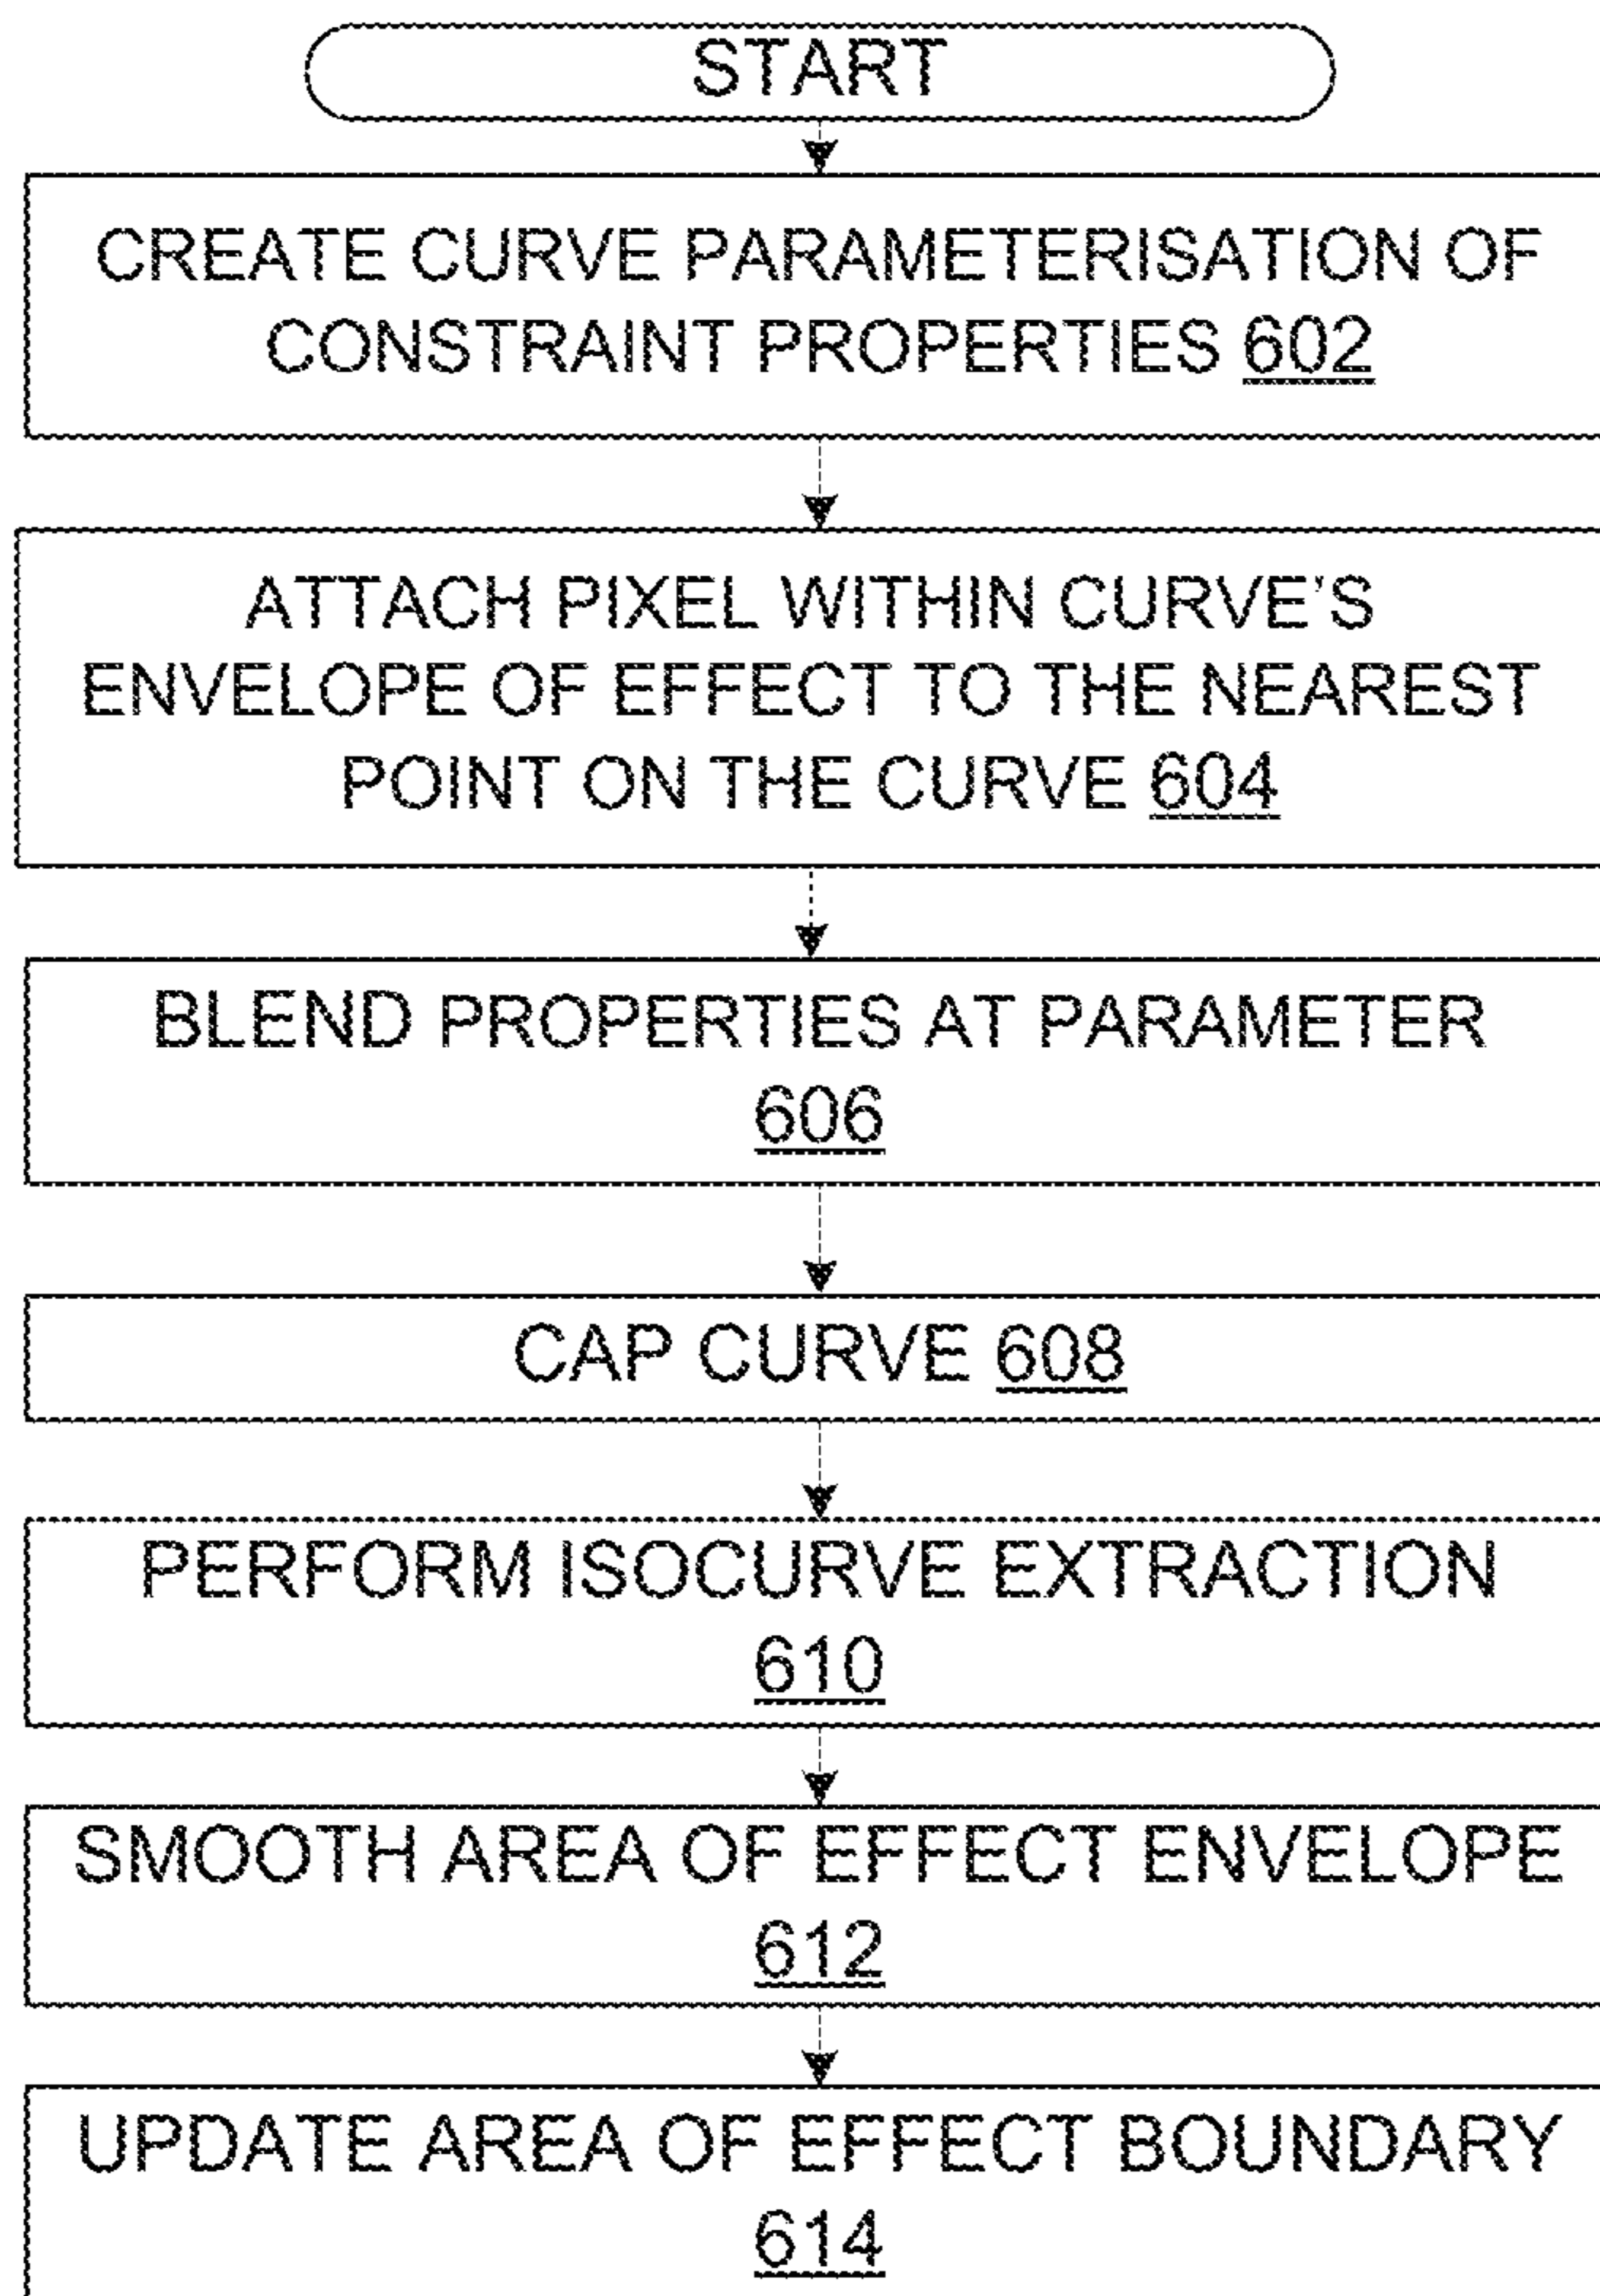 START
CREATE CURVE PARAMETERISATION OF
CONSTRAINT PROPERTIES 602
ATTACH PIXEL WITHIN CURVE'S
ENVELOPE OF EFFECT TO THE NEAREST
POINT ON THE CURVE 604
BLEND PROPERTIES AT PARAMETER
606
CAP CURVE 608
PERFORM ISOCURVE EXTRACTION
610
SMOOTH AREA OF EFFECT ENVELOPE
612
UPDATE AREA OF EFFECT BOUNDARY
614